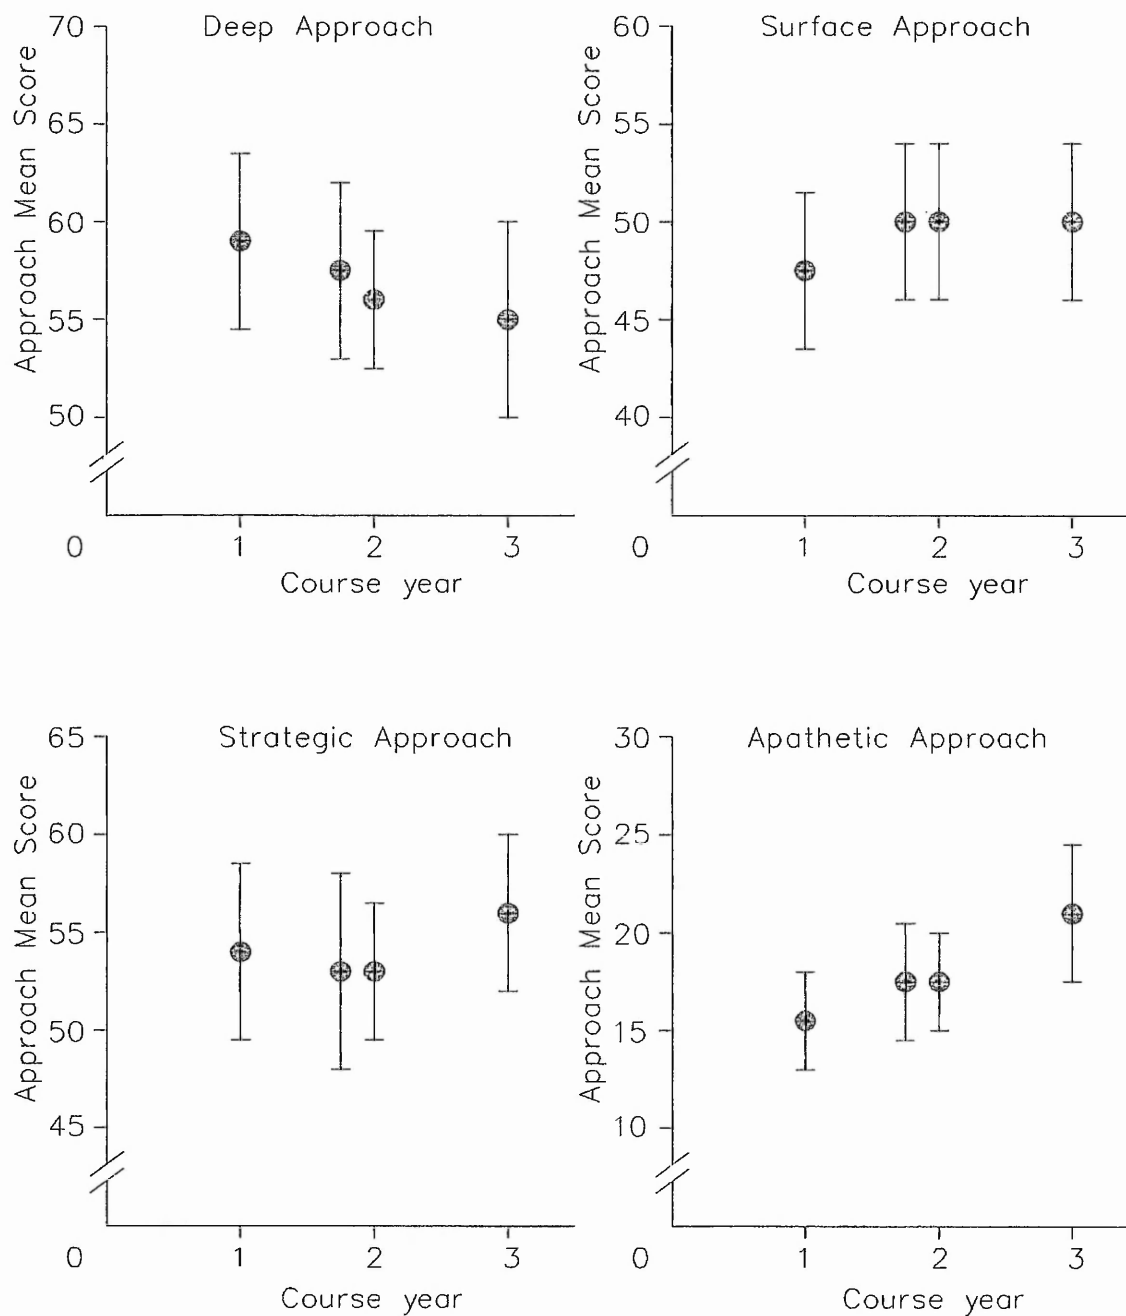 Deep Approach
Approach Mean Score
70
65
60
55
50
0
1 2 3
Course year
Surface Approach
Approach Mean Score
60
55
50
45
40
0
1 2 3
Course year
Strategic Approach
Approach Mean Score
65
60
55
50
45
0
1 2 3
Course year
Apathetic Approach
Approach Mean Score
30
25
20
15
10
0
1 2 3
Course year